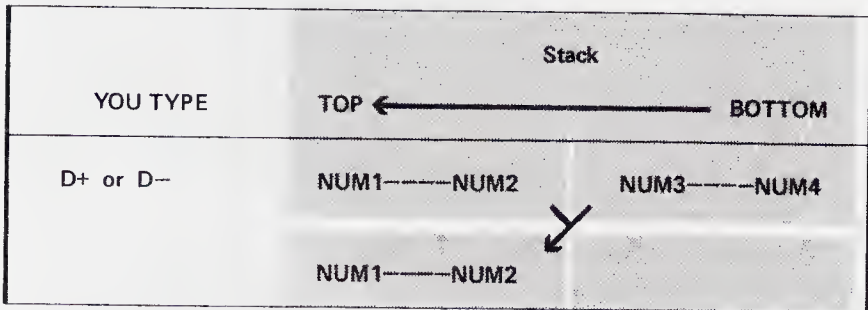 Stack
YOU TYPE TOP BOTTOM
D+ or D— NUM1———NUM2 NUM3———NUM4
NUM1———NUM2